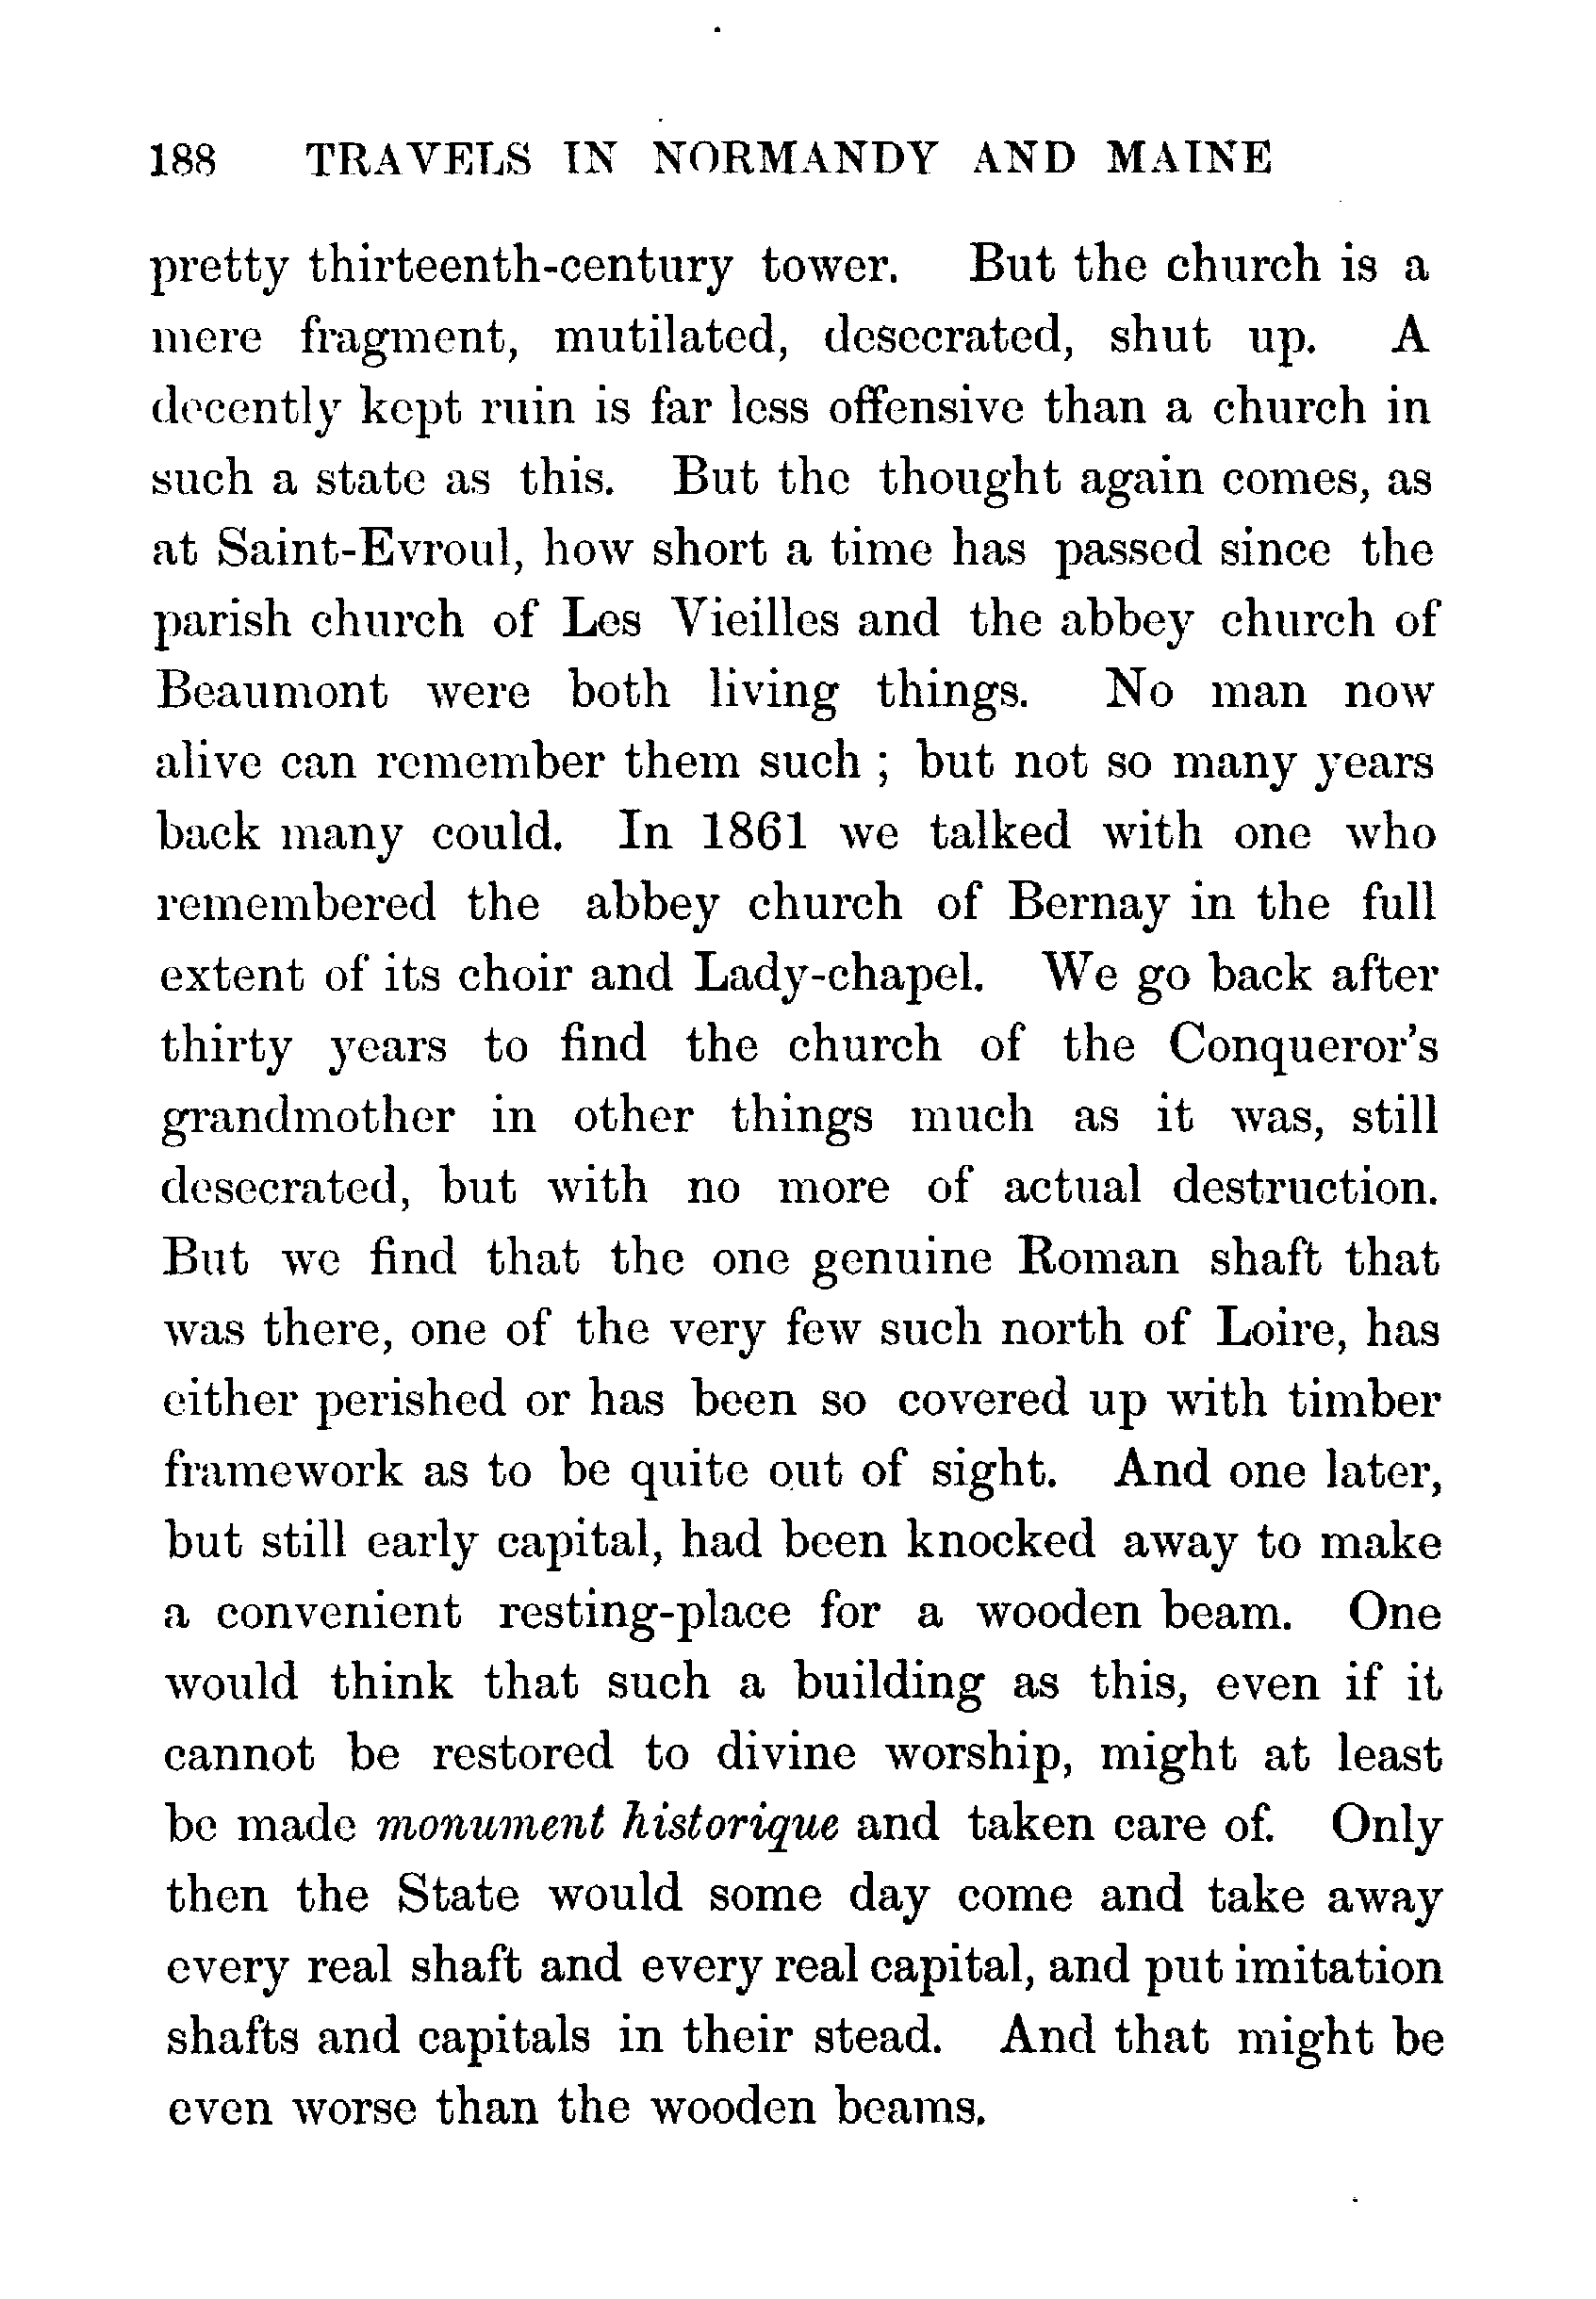 188 TRAVELS IN NORMANDY AND MAINE
pretty thirteenth-century tower. But the church is a
mere fragment, mutilated, desecrated, shut up. A
decently kept ruin is far less offensive than a church in
such a state as this. But the thought again comes, as
at Saint-Evroul, how short a time has passed since the
parish church of Les Vieilles and the abbey church of
Beaumont were both living things. No man now
alive can remember them such ; but not so many years
back many could. In 1861 we talked with one who
remembered the abbey church of Bernay in the full
extent of its choir and Lady-chapel. We go back after
thirty years to find the church of the Conqueror's
grandmother in other things much as it was, still
desecrated, but with no more of actual destruction.
But we find that the one genuine Roman shaft that
was there, one of the very few such north of Loire, has
either perished or has been so covered up with timber
framework as to be quite out of sight. And one later,
but still early capital, had been knocked away to make
a convenient resting-place for a wooden beam. One
would think that such a building as this, even if it
cannot be restored to divine worship, might at least
be made monument historique and taken care of. Only
then the State would some day come and take away
every real shaft and every real capital, and put imitation
shafts and capitals in their stead. And that might be
even worse than the wooden beams.